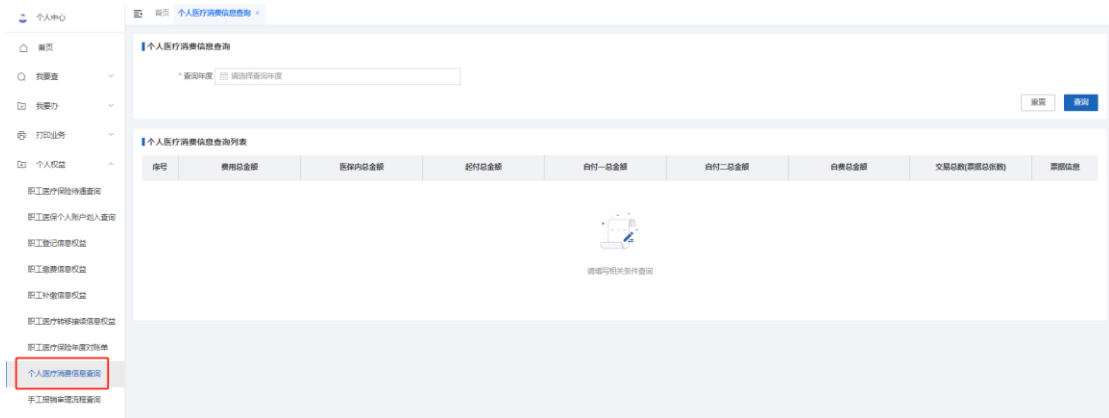 个人中心
首页 个人医疗消费信息查询 ×
首页
我要查
我要办
打印业务
个人权益
职工医疗保险待遇查询
职工医保个人账户划入查询
职工登记信息权益
职工缴费信息权益
职工补缴信息权益
职工医疗转移接续信息权益
职工医疗保险年度对账单
个人医疗消费信息查询
手工报销审理流程查询
个人医疗消费信息查询
* 查询年度 请选择查询年度
重置 查询
个人医疗消费信息查询列表
序号 费用总金额 医保内总金额 起付总金额 自付一总金额 自付二总金额 自费总金额 交易总数(票据总张数) 票据信息
请填写相关条件查询